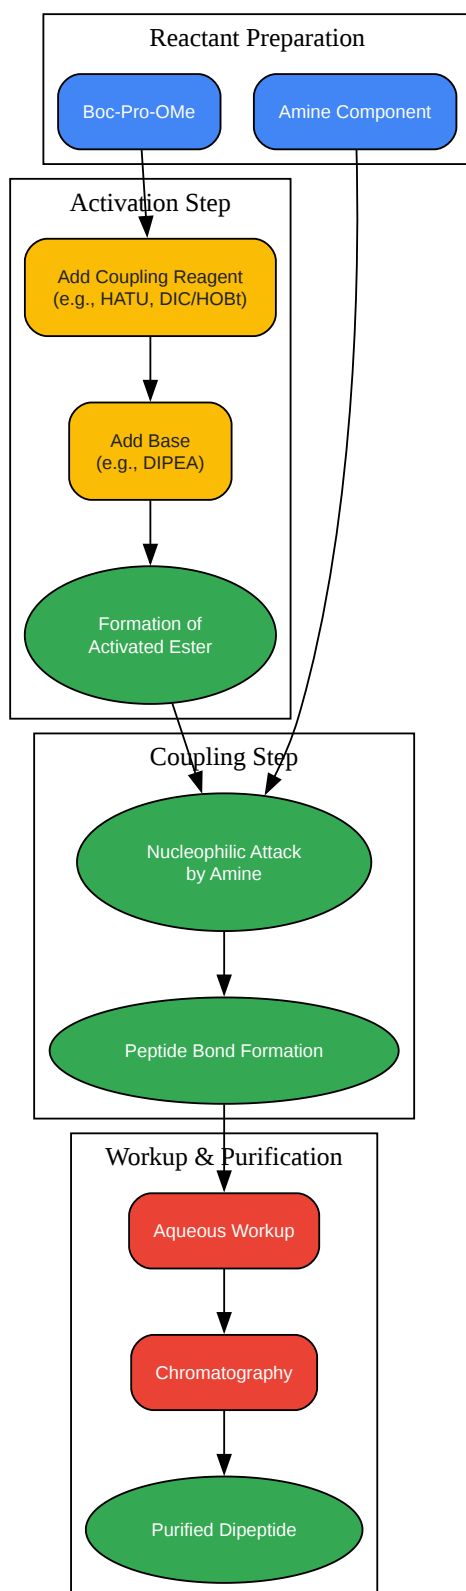 Reactant Preparation
Boc-Pro-OMe
Amine Component
Activation Step
Add Coupling Reagent
(e.g., HATU, DIC/HOBt)
Add Base
(e.g., DIPEA)
Formation of
Activated Ester
Coupling Step
Nucleophilic Attack
by Amine
Peptide Bond Formation
Workup & Purification
Aqueous Workup
Chromatography
Purified Dipeptide